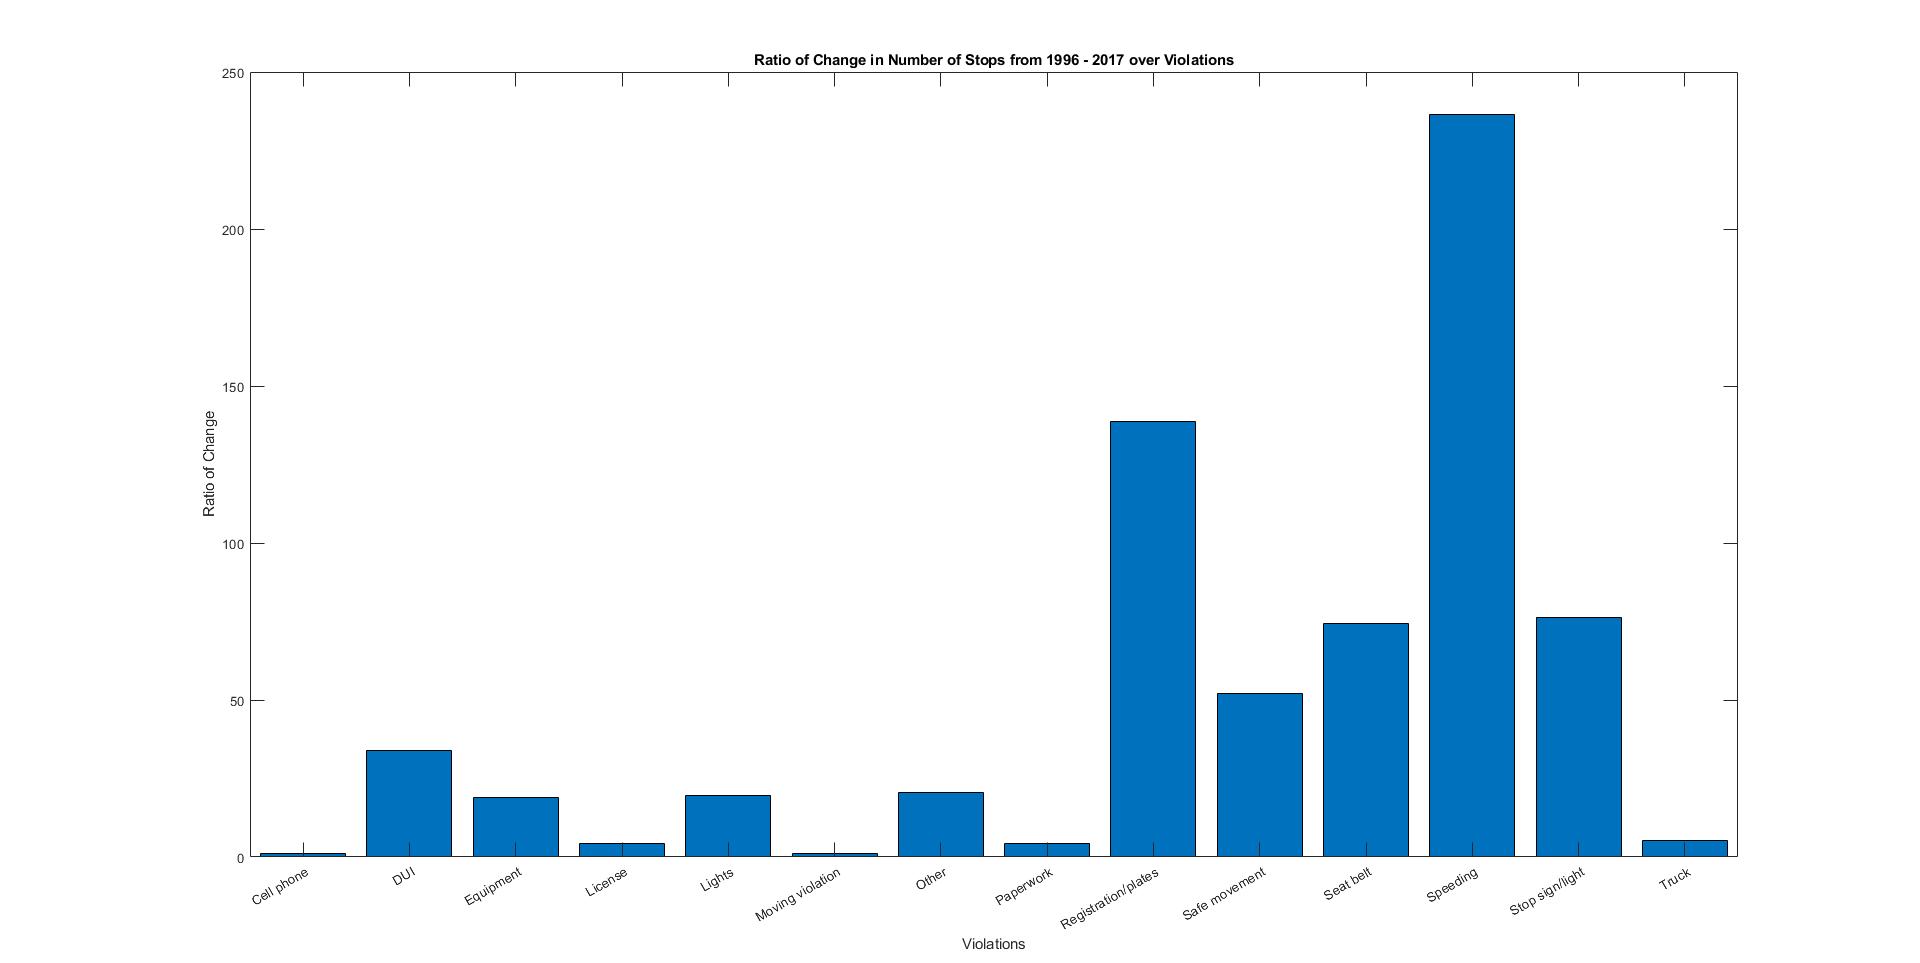 Ratio of Change in Number of Stops from 1996 - 2017 over Violations
250
200
150
100
50
0
Ratio of Change
Cell phone
DUI
Equipment
License
Lights
Moving violation
Other
Paperwork
Registration/plates
Safe movement
Seat belt
Speeding
Stop sign/light
Truck
Violations